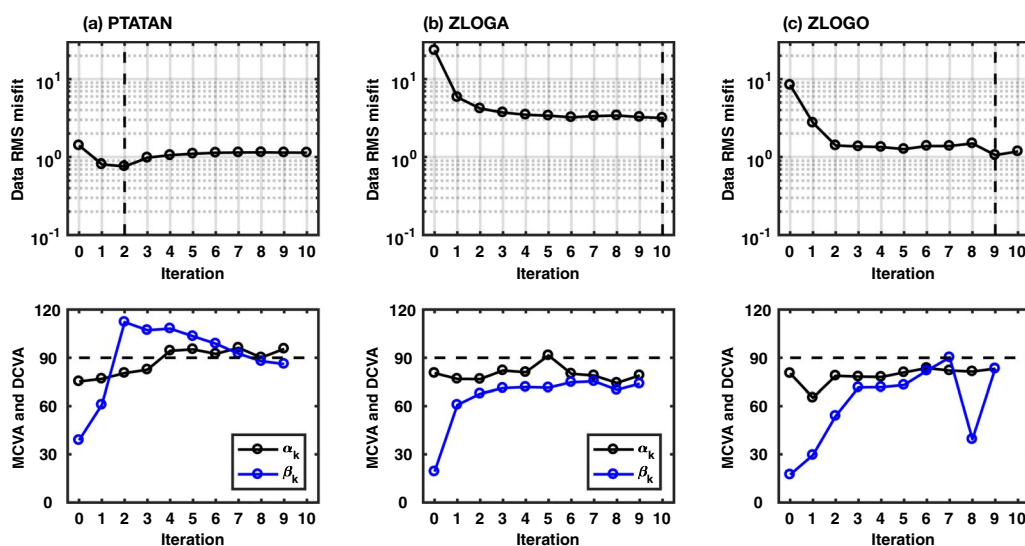 (a) PTATAN
(b) ZLOGA
(c) ZLOGO
Data RMS misfit
10^1
10^0
10^-1
0 1 2 3 4 5 6 7 8 9 10
Iteration
Data RMS misfit
10^1
10^0
10^-1
0 1 2 3 4 5 6 7 8 9 10
Iteration
Data RMS misfit
10^1
10^0
10^-1
0 1 2 3 4 5 6 7 8 9 10
Iteration
MCVA and DCVA
120
90
60
30
0
α_k
β_k
0 1 2 3 4 5 6 7 8 9 10
Iteration
MCVA and DCVA
120
90
60
30
0
α_k
β_k
0 1 2 3 4 5 6 7 8 9 10
Iteration
MCVA and DCVA
120
90
60
30
0
0 1 2 3 4 5 6 7 8 9 10
Iteration